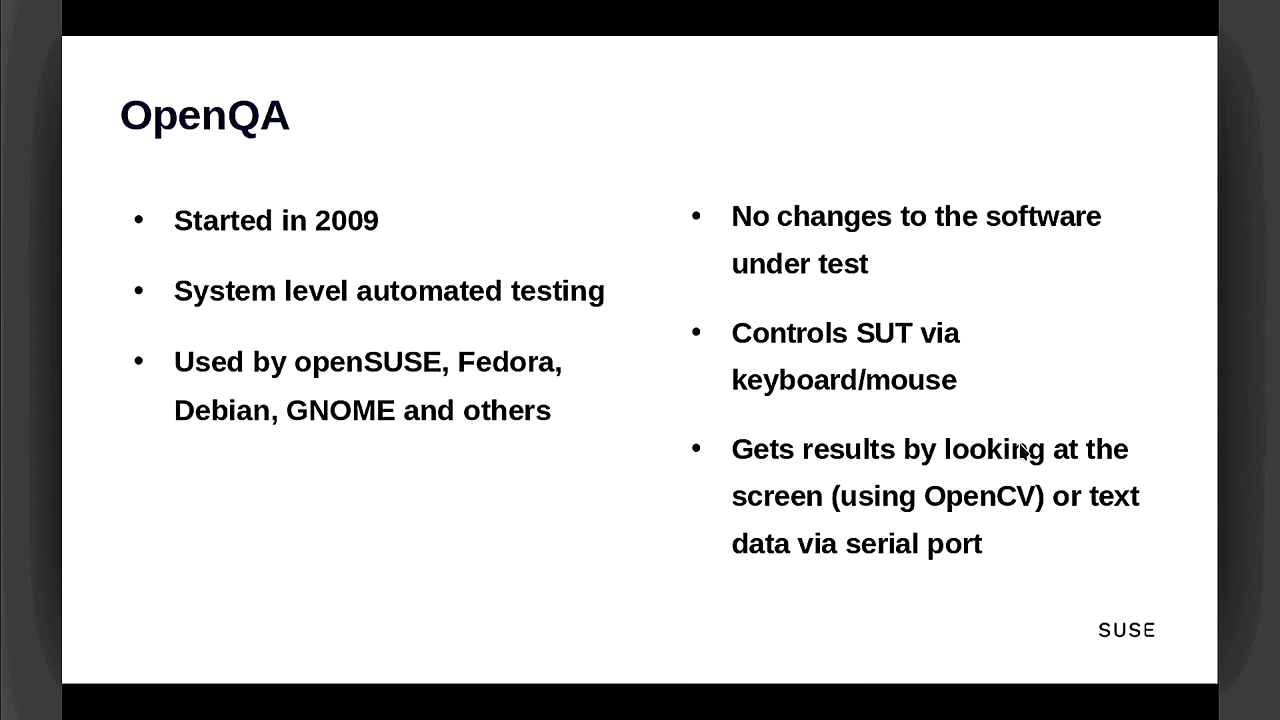 OpenQA
• Started in 2009
• System level automated testing
• Used by openSUSE, Fedora,
Debian, GNOME and others
• No changes to the software
under test
• Controls SUT via
keyboard/mouse
• Gets results by looking at the
screen (using OpenCV) or text
data via serial port
SUSE